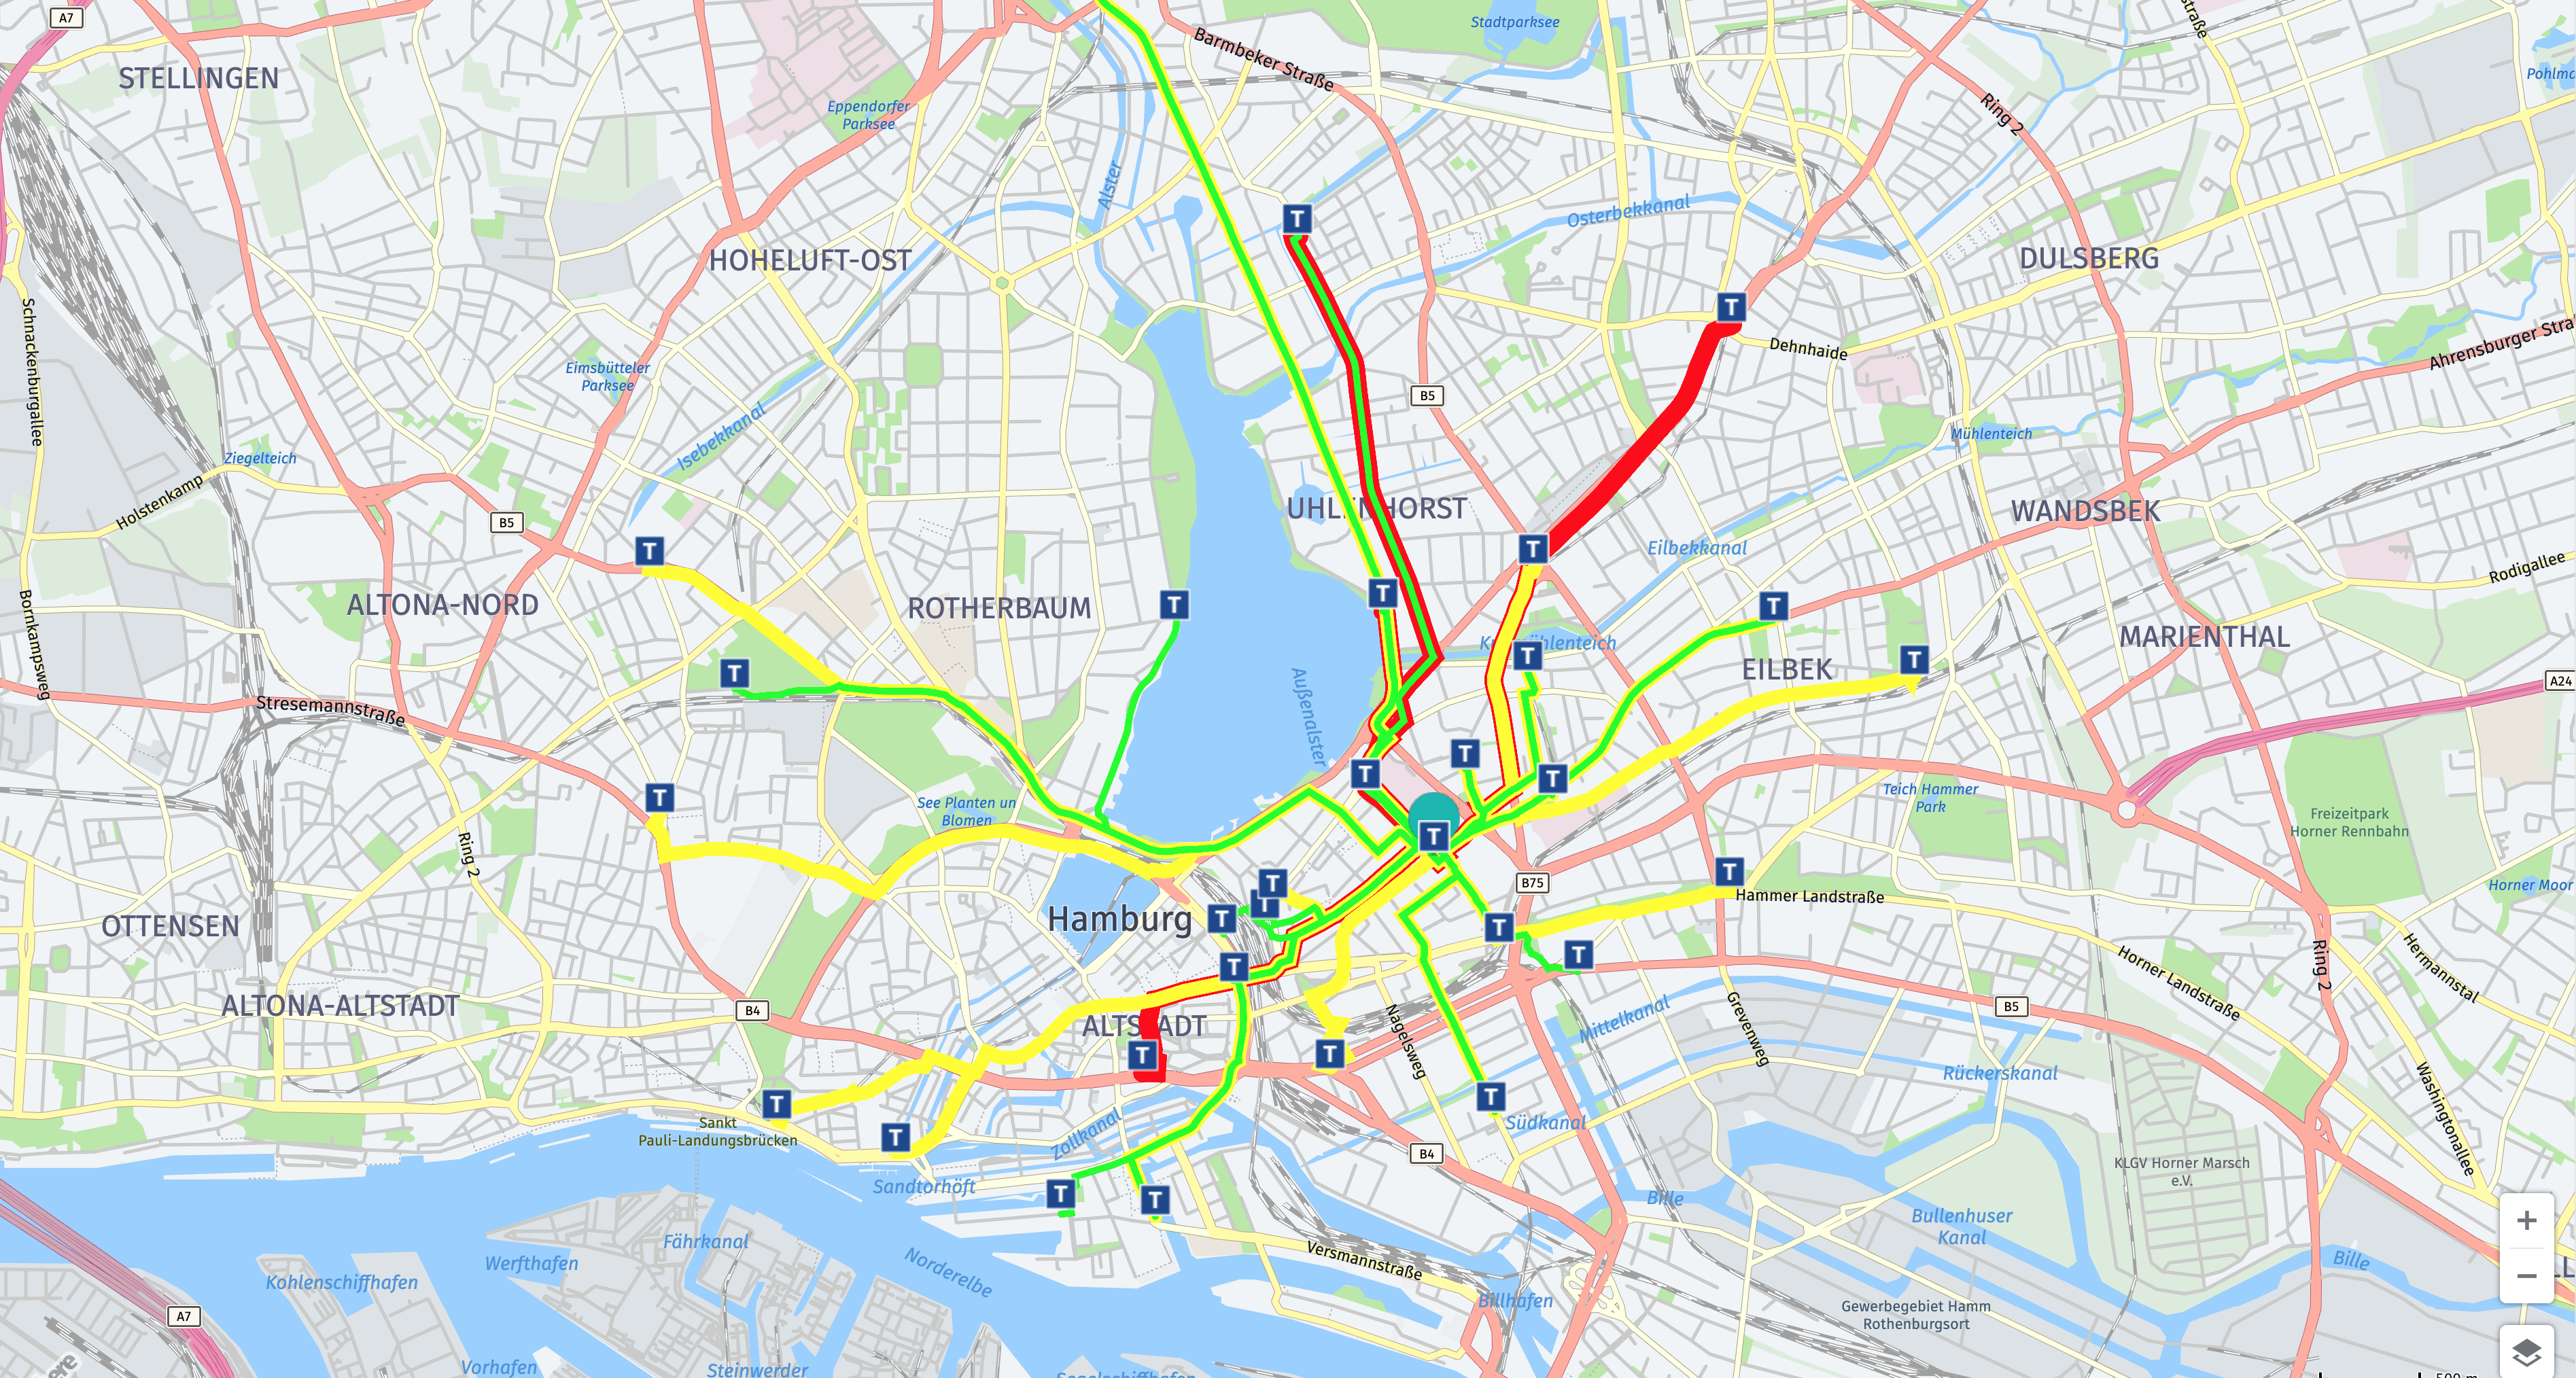 A7
STELLINGEN
Barmbeker Straße
Stadtparksee
Eppendorfer
Parksee
Ring 2
Alster
T
Osterbekkanal
HOHELUFT-OST
DULSBERG
T
Schnackenburgallee
Dehnhaide
Ahrensburger
Eimsbütteler
Parksee
B5
Isebekkanal
Mühlenteich
Ziegelteich
Holstenkamp
UHLENHORST
WANDSBEK
B5
T
T
Eilbekkanal
Rodigallee
Bornkampsweg
ALTONA-NORD
ROTHERBAUM
T
T
T
MARIENTHAL
T
T
EILBEK
T
Außenalster
A24
Stresemannstraße
T
T
T
T
See Planten un
Blomen
Teich Hammer
Park
Freizeitpark
Horner Rennbahn
T
Ring 2
T
T
B75
T
Hammer Landstraße
Horner Moor
OTTENSEN
Hamburg
T
T
T
T
T
Horner Landstraße
Ring 2
Hermannstal
ALTONA-ALTSTADT
B4
ALTSTADT
Nagelsweg
Mittelkanal
Grevenweg
B5
T
T
Rückerskanal
Washingtonallee
T
Sankt
Pauli-Landungsbrücken
T
Zollkanal
T
Südkanal
B4
KLGV Horner Marsch
e.V.
Sandtorhöft
T
T
Bille
Bullenhuser
Kanal
+
Fährkanal
Werfthafen
Kohlenschiffhafen
Norderelbe
Versmannstraße
Bille
−
A7
Billhafen
Gewerbegebiet Hamm
Rothenburgsort
Vorhafen
Steinwerder